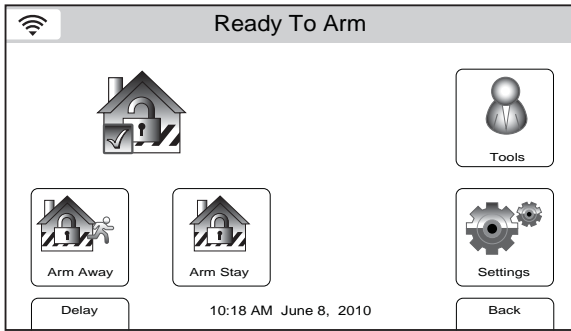 Ready To Arm
Tools
Arm Away
Arm Stay
Settings
Delay
10:18 AM June 8, 2010
Back